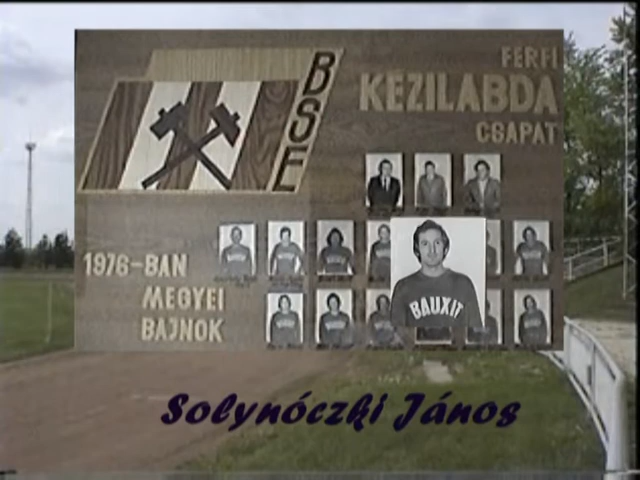 BSE
FÉRFI
KÉZILABDA
CSAPAT
1976-BAN
MEGYEI
BAJNOK
BAUXIT
Solynóczki János